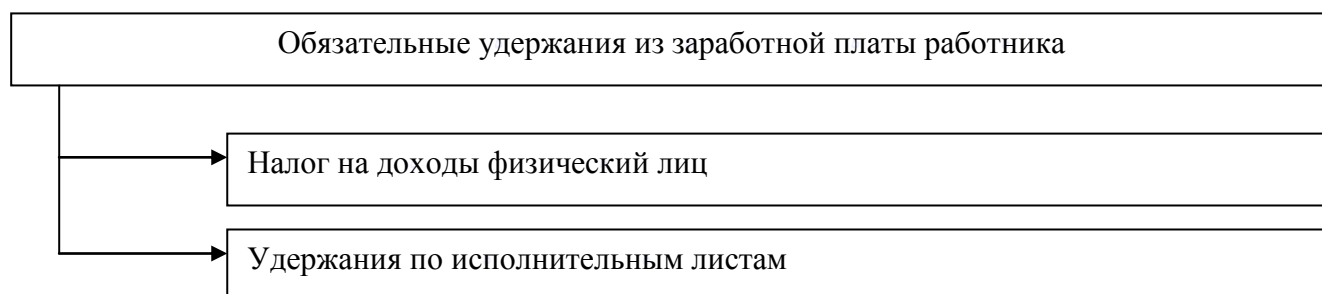 Обязательные удержания из заработной платы работника
Налог на доходы физический лиц
Удержания по исполнительным листам